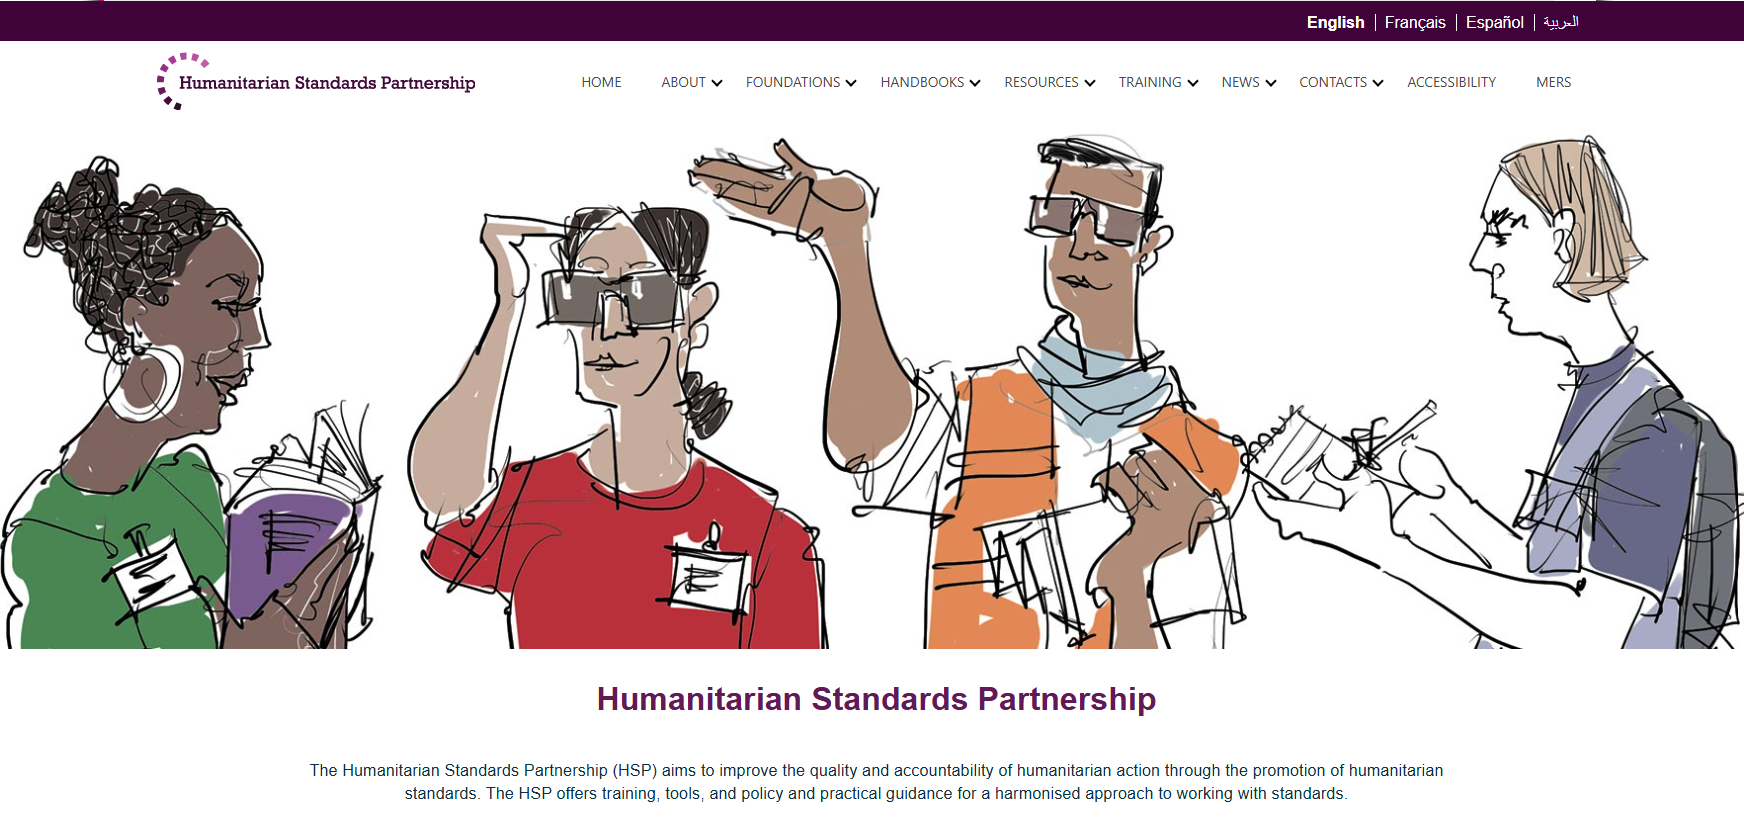 English | Français | Español | العربية
Humanitarian Standards Partnership
HOME ABOUT FOUNDATIONS HANDBOOKS RESOURCES TRAINING NEWS CONTACTS ACCESSIBILITY MERS
Humanitarian Standards Partnership
The Humanitarian Standards Partnership (HSP) aims to improve the quality and accountability of humanitarian action through the promotion of humanitarian
standards. The HSP offers training, tools, and policy and practical guidance for a harmonised approach to working with standards.